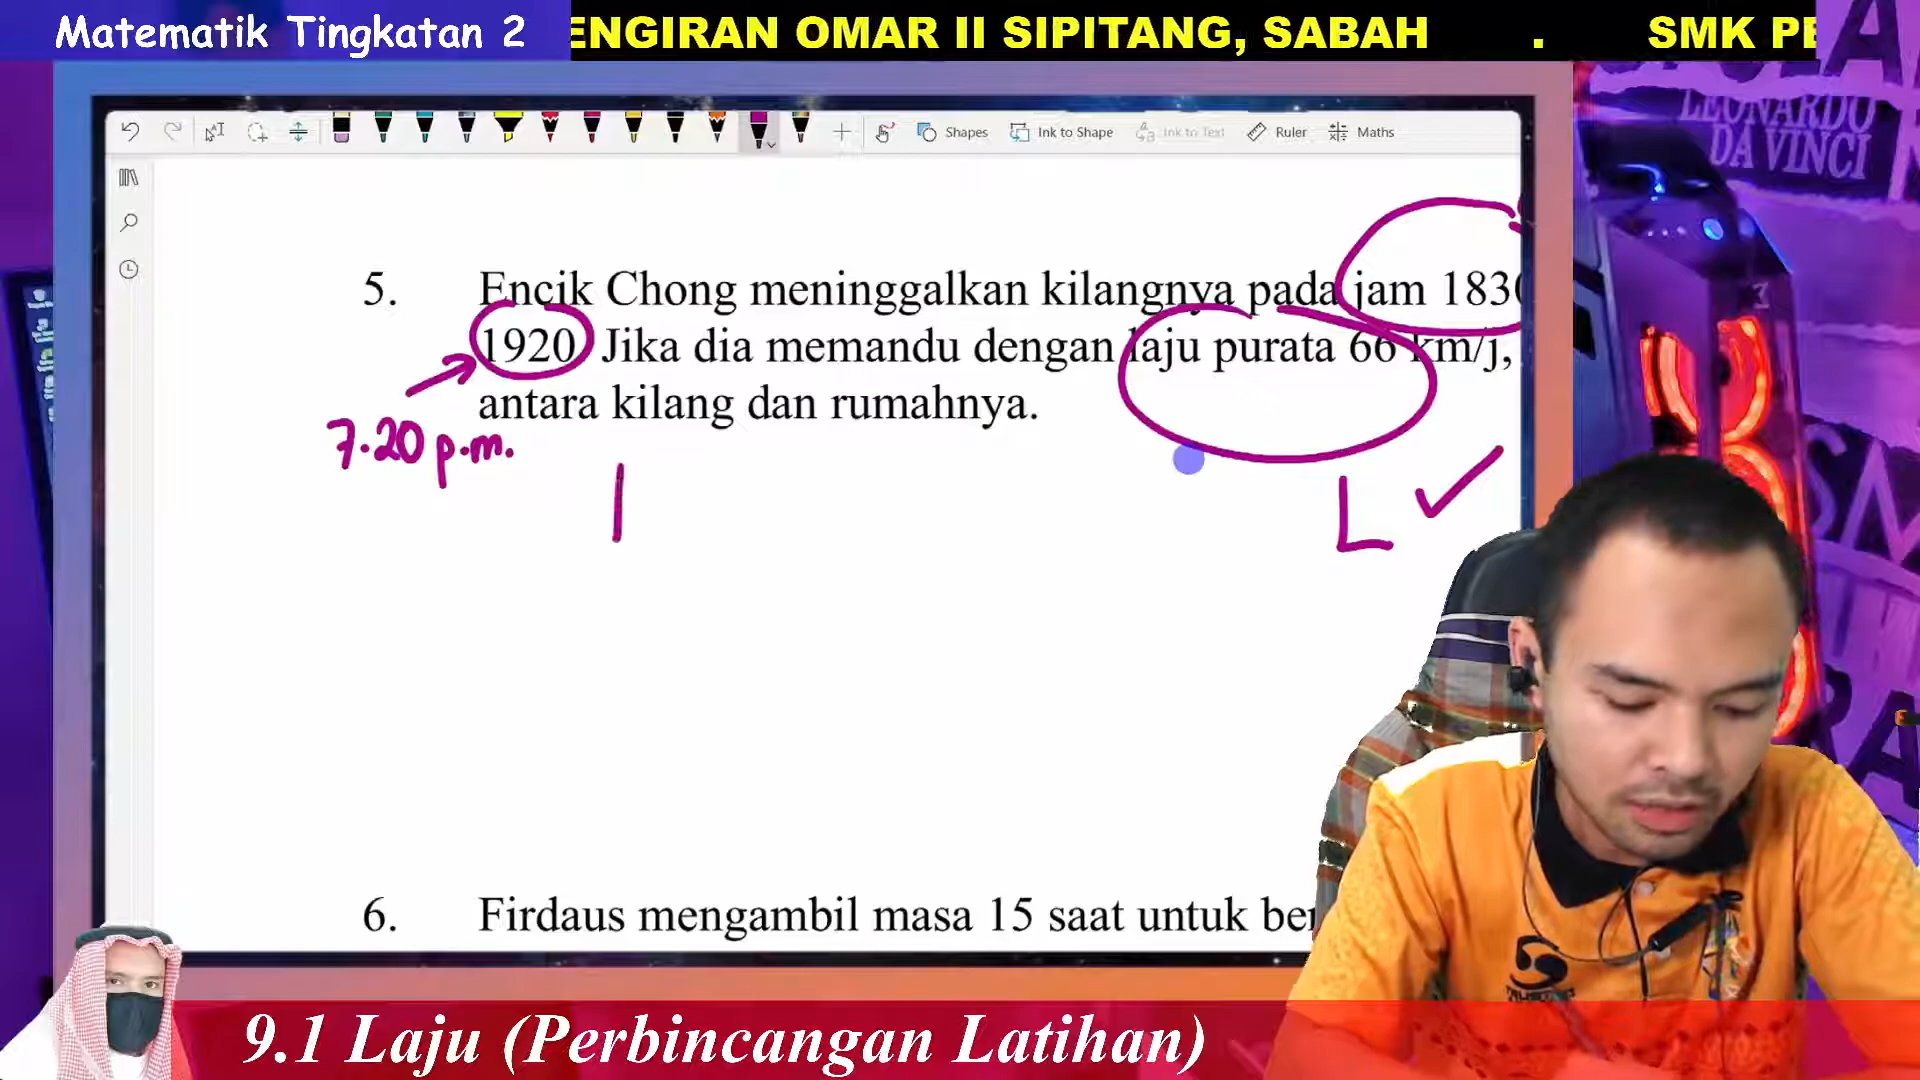 Matematik Tingkatan 2
ENGIRAN OMAR II SIPITANG, SABAH . SMK PE
LEONARDO
DA VINCI
Shapes Ink to Shape Ink to Text Ruler Maths
5. Encik Chong meninggalkan kilangnya pada jam 1830
1920 Jika dia memandu dengan laju purata 66 km/j,
antara kilang dan rumahnya.
7.20 p.m.
L
6. Firdaus mengambil masa 15 saat untuk ber
9.1 Laju (Perbincangan Latihan)